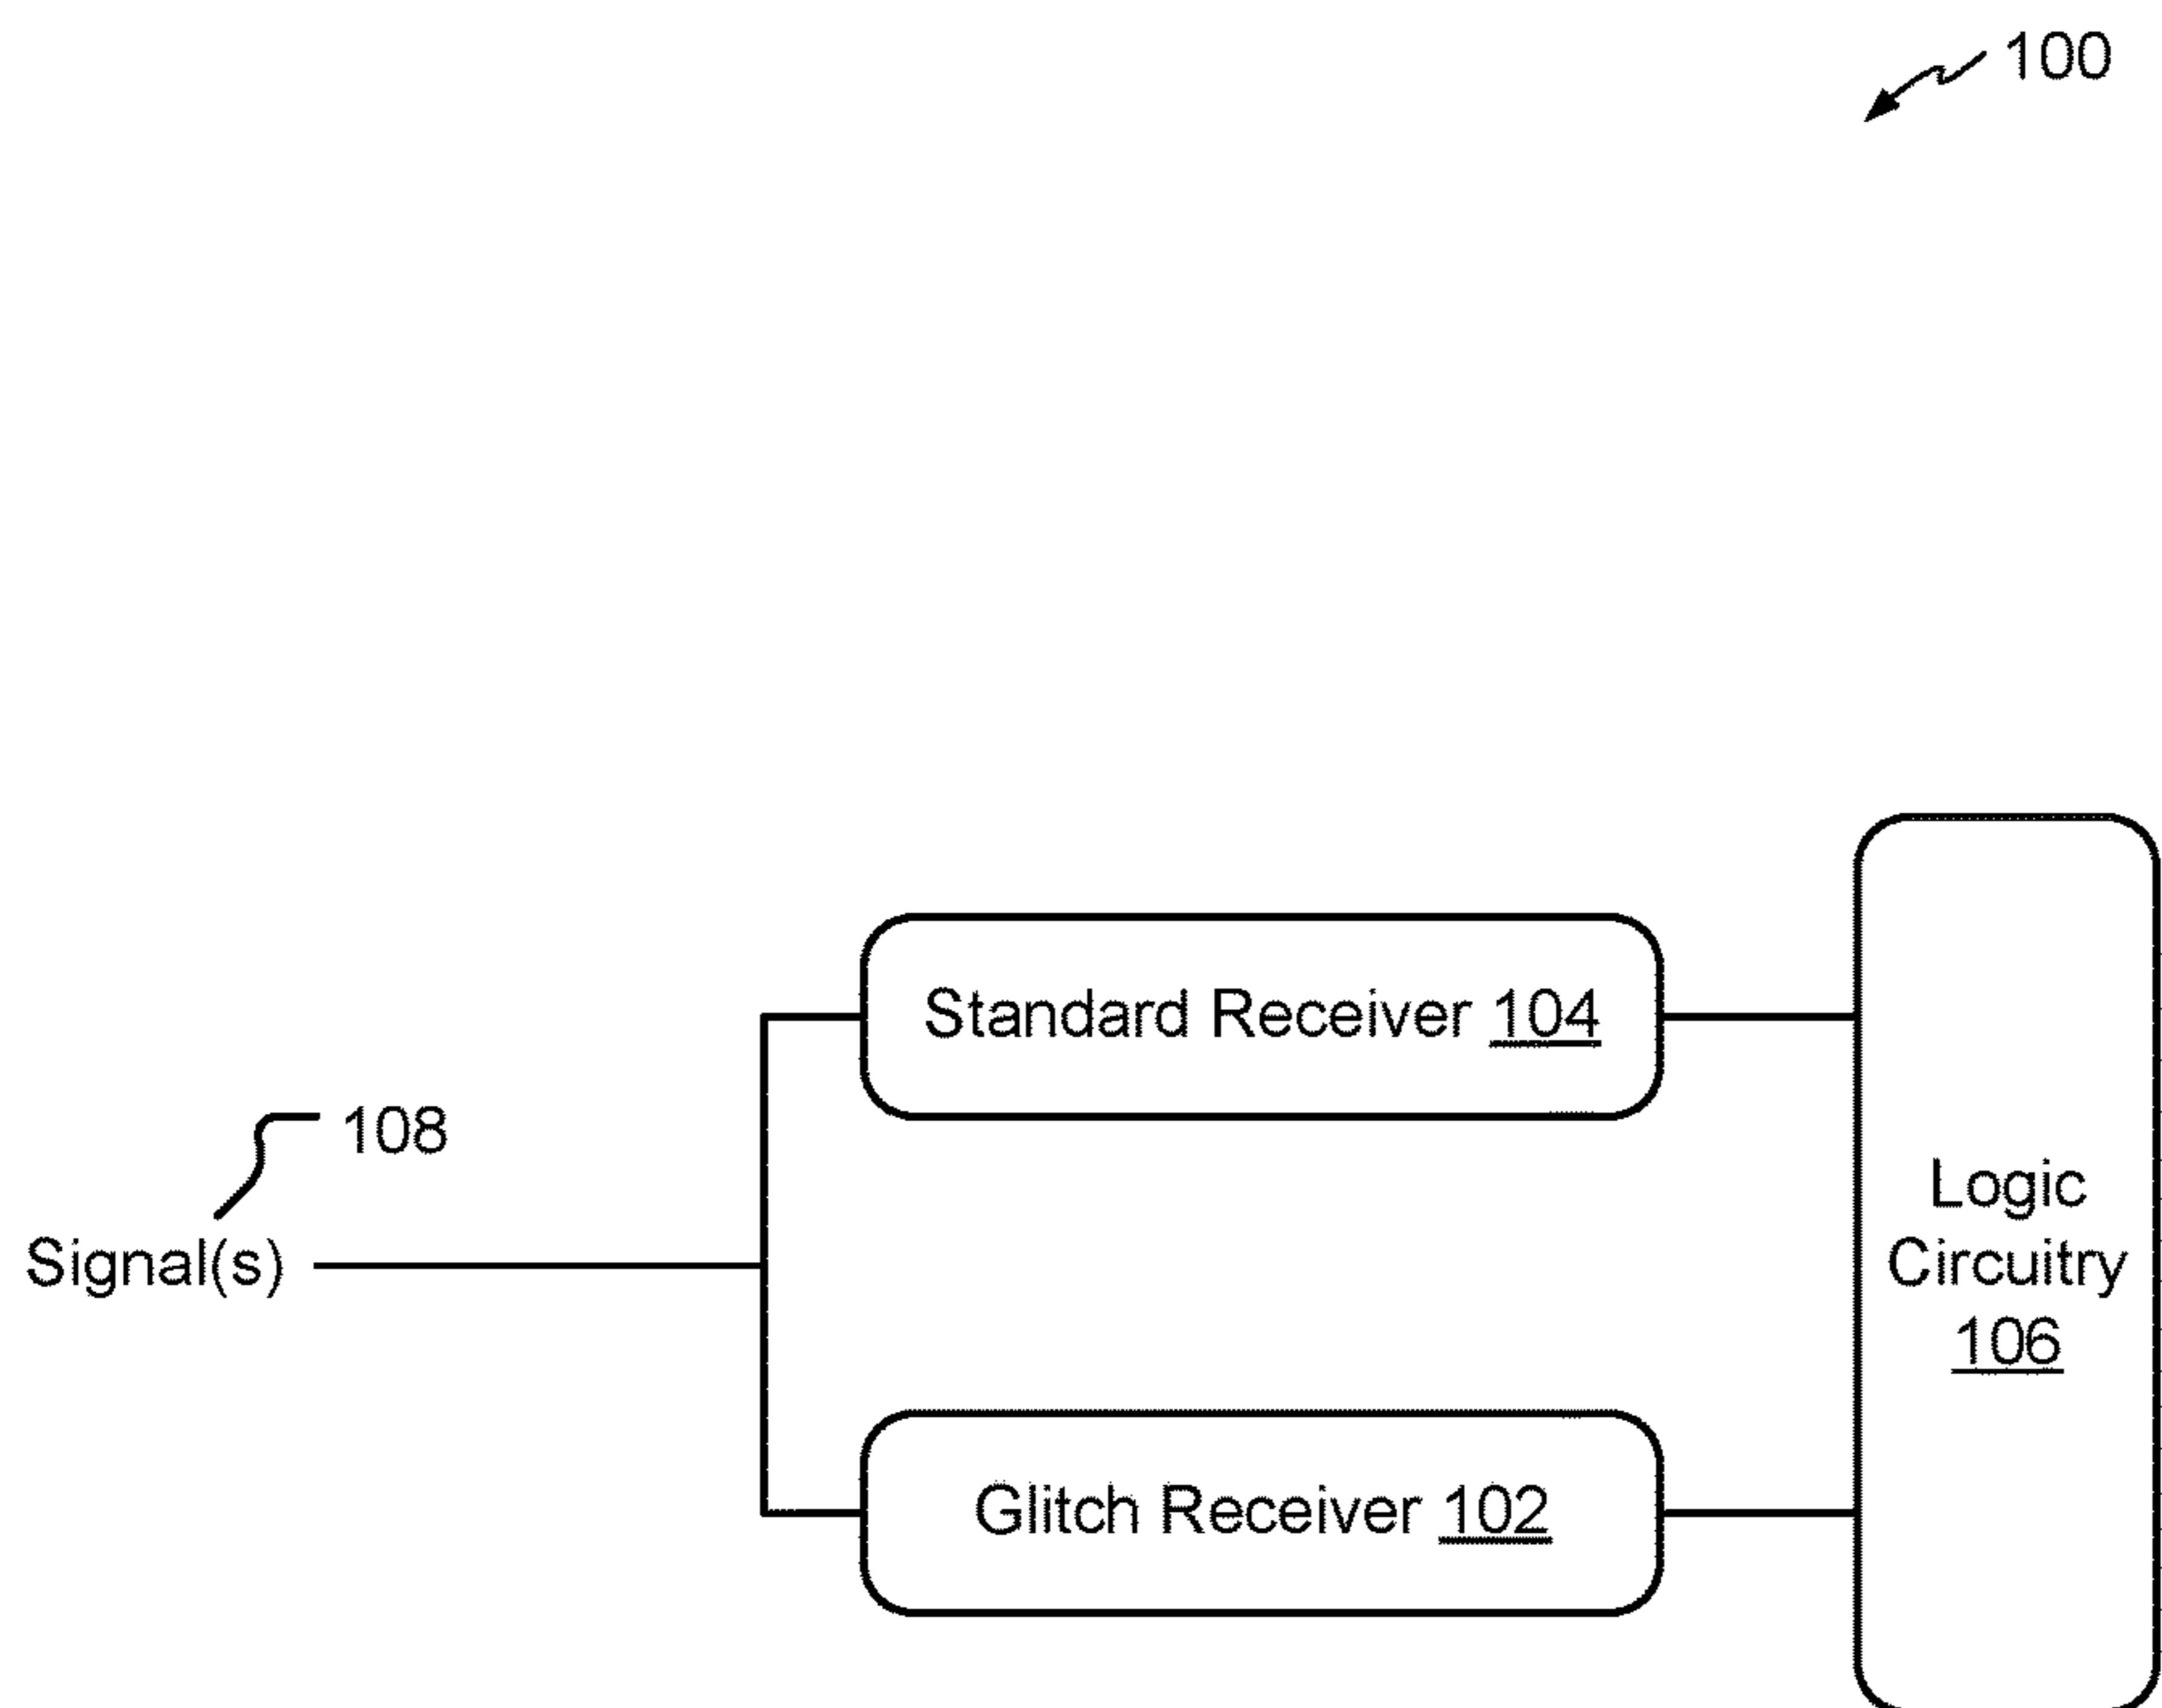 100
Standard Receiver 104
108
Signal(s)
Logic
Circuitry
106
Glitch Receiver 102